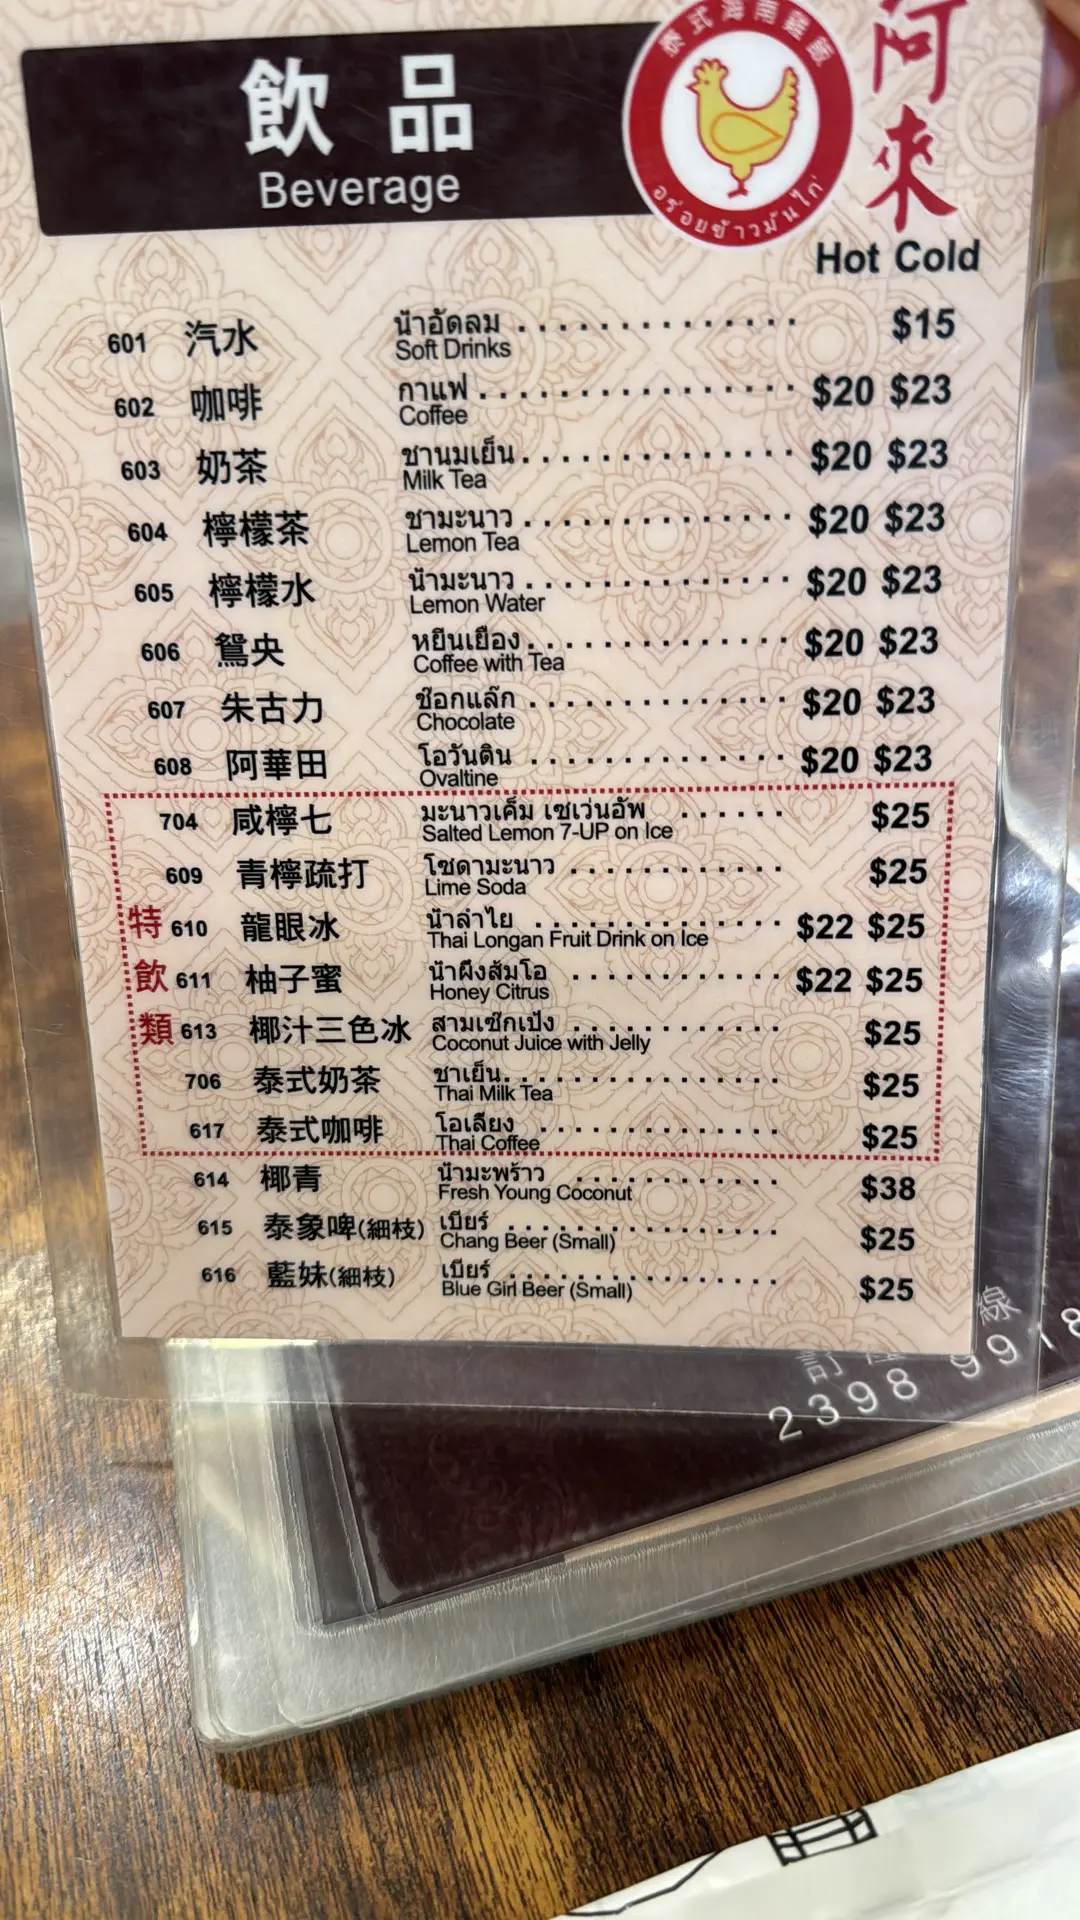 飲品
Beverage
泰式海南雞飯
阿來
อร่อยข้าวมันไก่
Hot Cold
601 汽水 น้ำอัดลม $15
Soft Drinks
602 咖啡 กาแฟ $20 $23
Coffee
603 奶茶 ชานมเย็น $20 $23
Milk Tea
604 檸檬茶 ชามะนาว $20 $23
Lemon Tea
605 檸檬水 น้ำมะนาว $20 $23
Lemon Water
606 鴛央 หยีนเยือง $20 $23
Coffee with Tea
607 朱古力 ช๊อกแล๊ก $20 $23
Chocolate
608 阿華田 โอวันติน $20 $23
Ovaltine
704 咸檸七 มะนาวเค็ม เซเว่นอัพ $25
Salted Lemon 7-UP on Ice
609 青檸疏打 โซดามะนาว $25
Lime Soda
特飲類
610 龍眼冰 น้ำลำไย $22 $25
Thai Longan Fruit Drink on Ice
611 柚子蜜 น้ำผึ้งส้มโอ $22 $25
Honey Citrus
613 椰汁三色冰 สามเซ๊กเป้ง $25
Coconut Juice with Jelly
706 泰式奶茶 ชาเย็น $25
Thai Milk Tea
617 泰式咖啡 โอเลี้ยง $25
Thai Coffee
614 椰青 น้ำมะพร้าว $38
Fresh Young Coconut
615 泰象啤(細枝) เบียร์ $25
Chang Beer (Small)
616 藍妹(細枝) เบียร์ $25
Blue Girl Beer (Small)
線
2398 9918